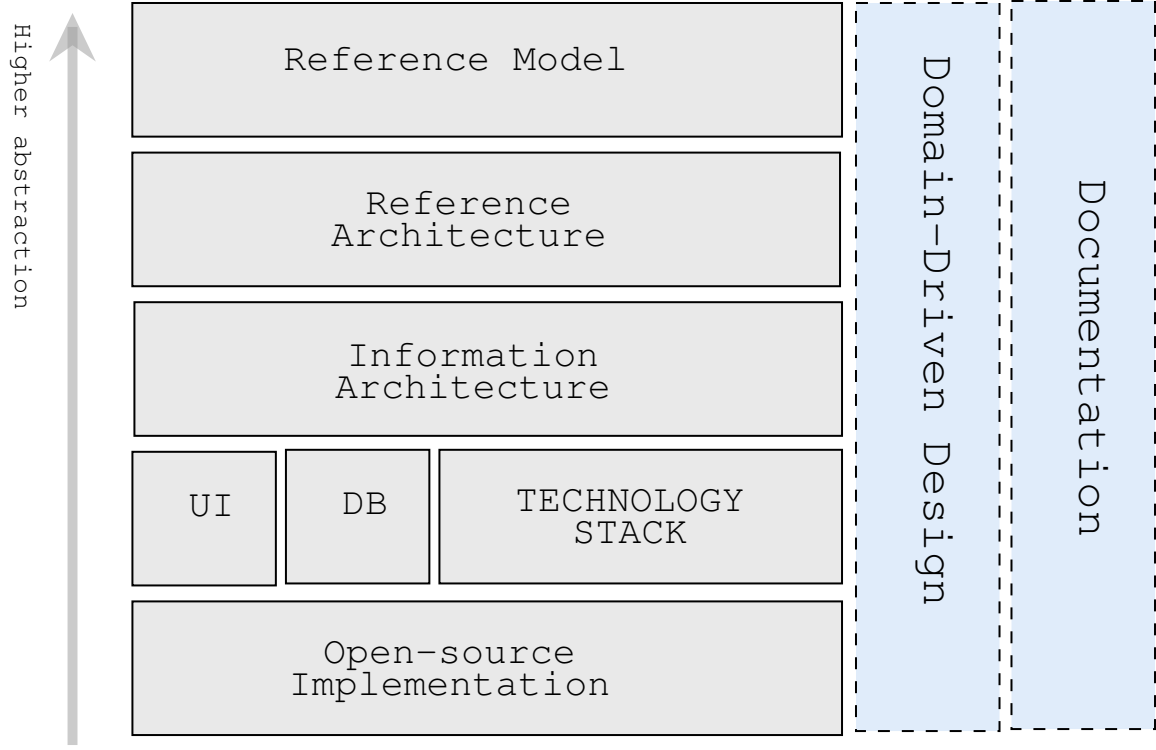 Higher abstraction
Reference Model
Reference
Architecture
Information
Architecture
UI
DB
TECHNOLOGY
STACK
Open-source
Implementation
Domain-Driven Design
Documentation